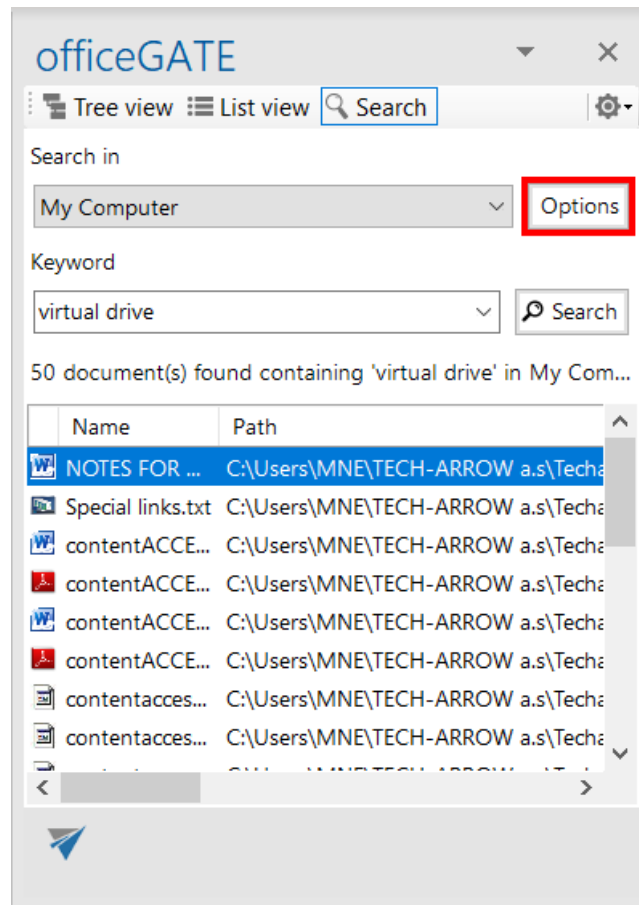 officeGATE
Tree view List view Search
Search in
My Computer Options
Keyword
virtual drive Search
50 document(s) found containing 'virtual drive' in My Com...
Name Path
NOTES FOR ... C:\Users\MNE\TECH-ARROW a.s\Techa
Special links.txt C:\Users\MNE\TECH-ARROW a.s\Techa
contentACCE... C:\Users\MNE\TECH-ARROW a.s\Techa
contentACCE... C:\Users\MNE\TECH-ARROW a.s\Techa
contentACCE... C:\Users\MNE\TECH-ARROW a.s\Techa
contentACCE... C:\Users\MNE\TECH-ARROW a.s\Techa
contentacces... C:\Users\MNE\TECH-ARROW a.s\Techa
contentacces... C:\Users\MNE\TECH-ARROW a.s\Techa